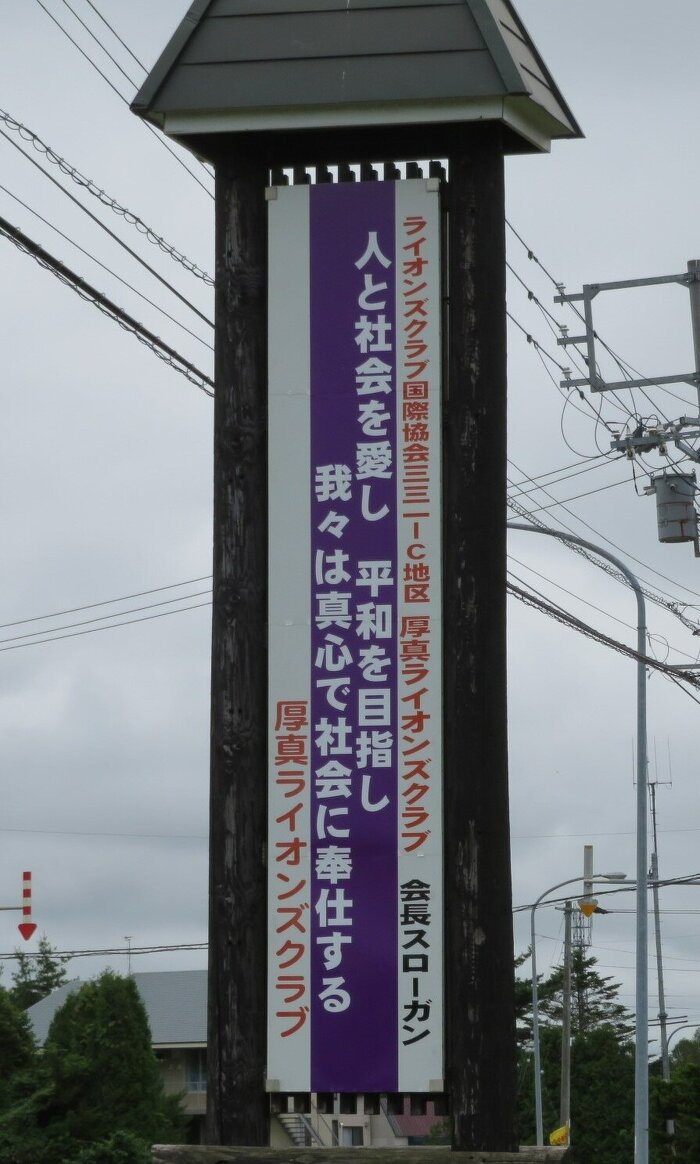 ライオンズクラブ国際協会三三一ーC地区 厚真ライオンズクラブ 会長スローガン
人と社会を愛し 平和を目指し
我々は真心で社会に奉仕する
厚真ライオンズクラブ